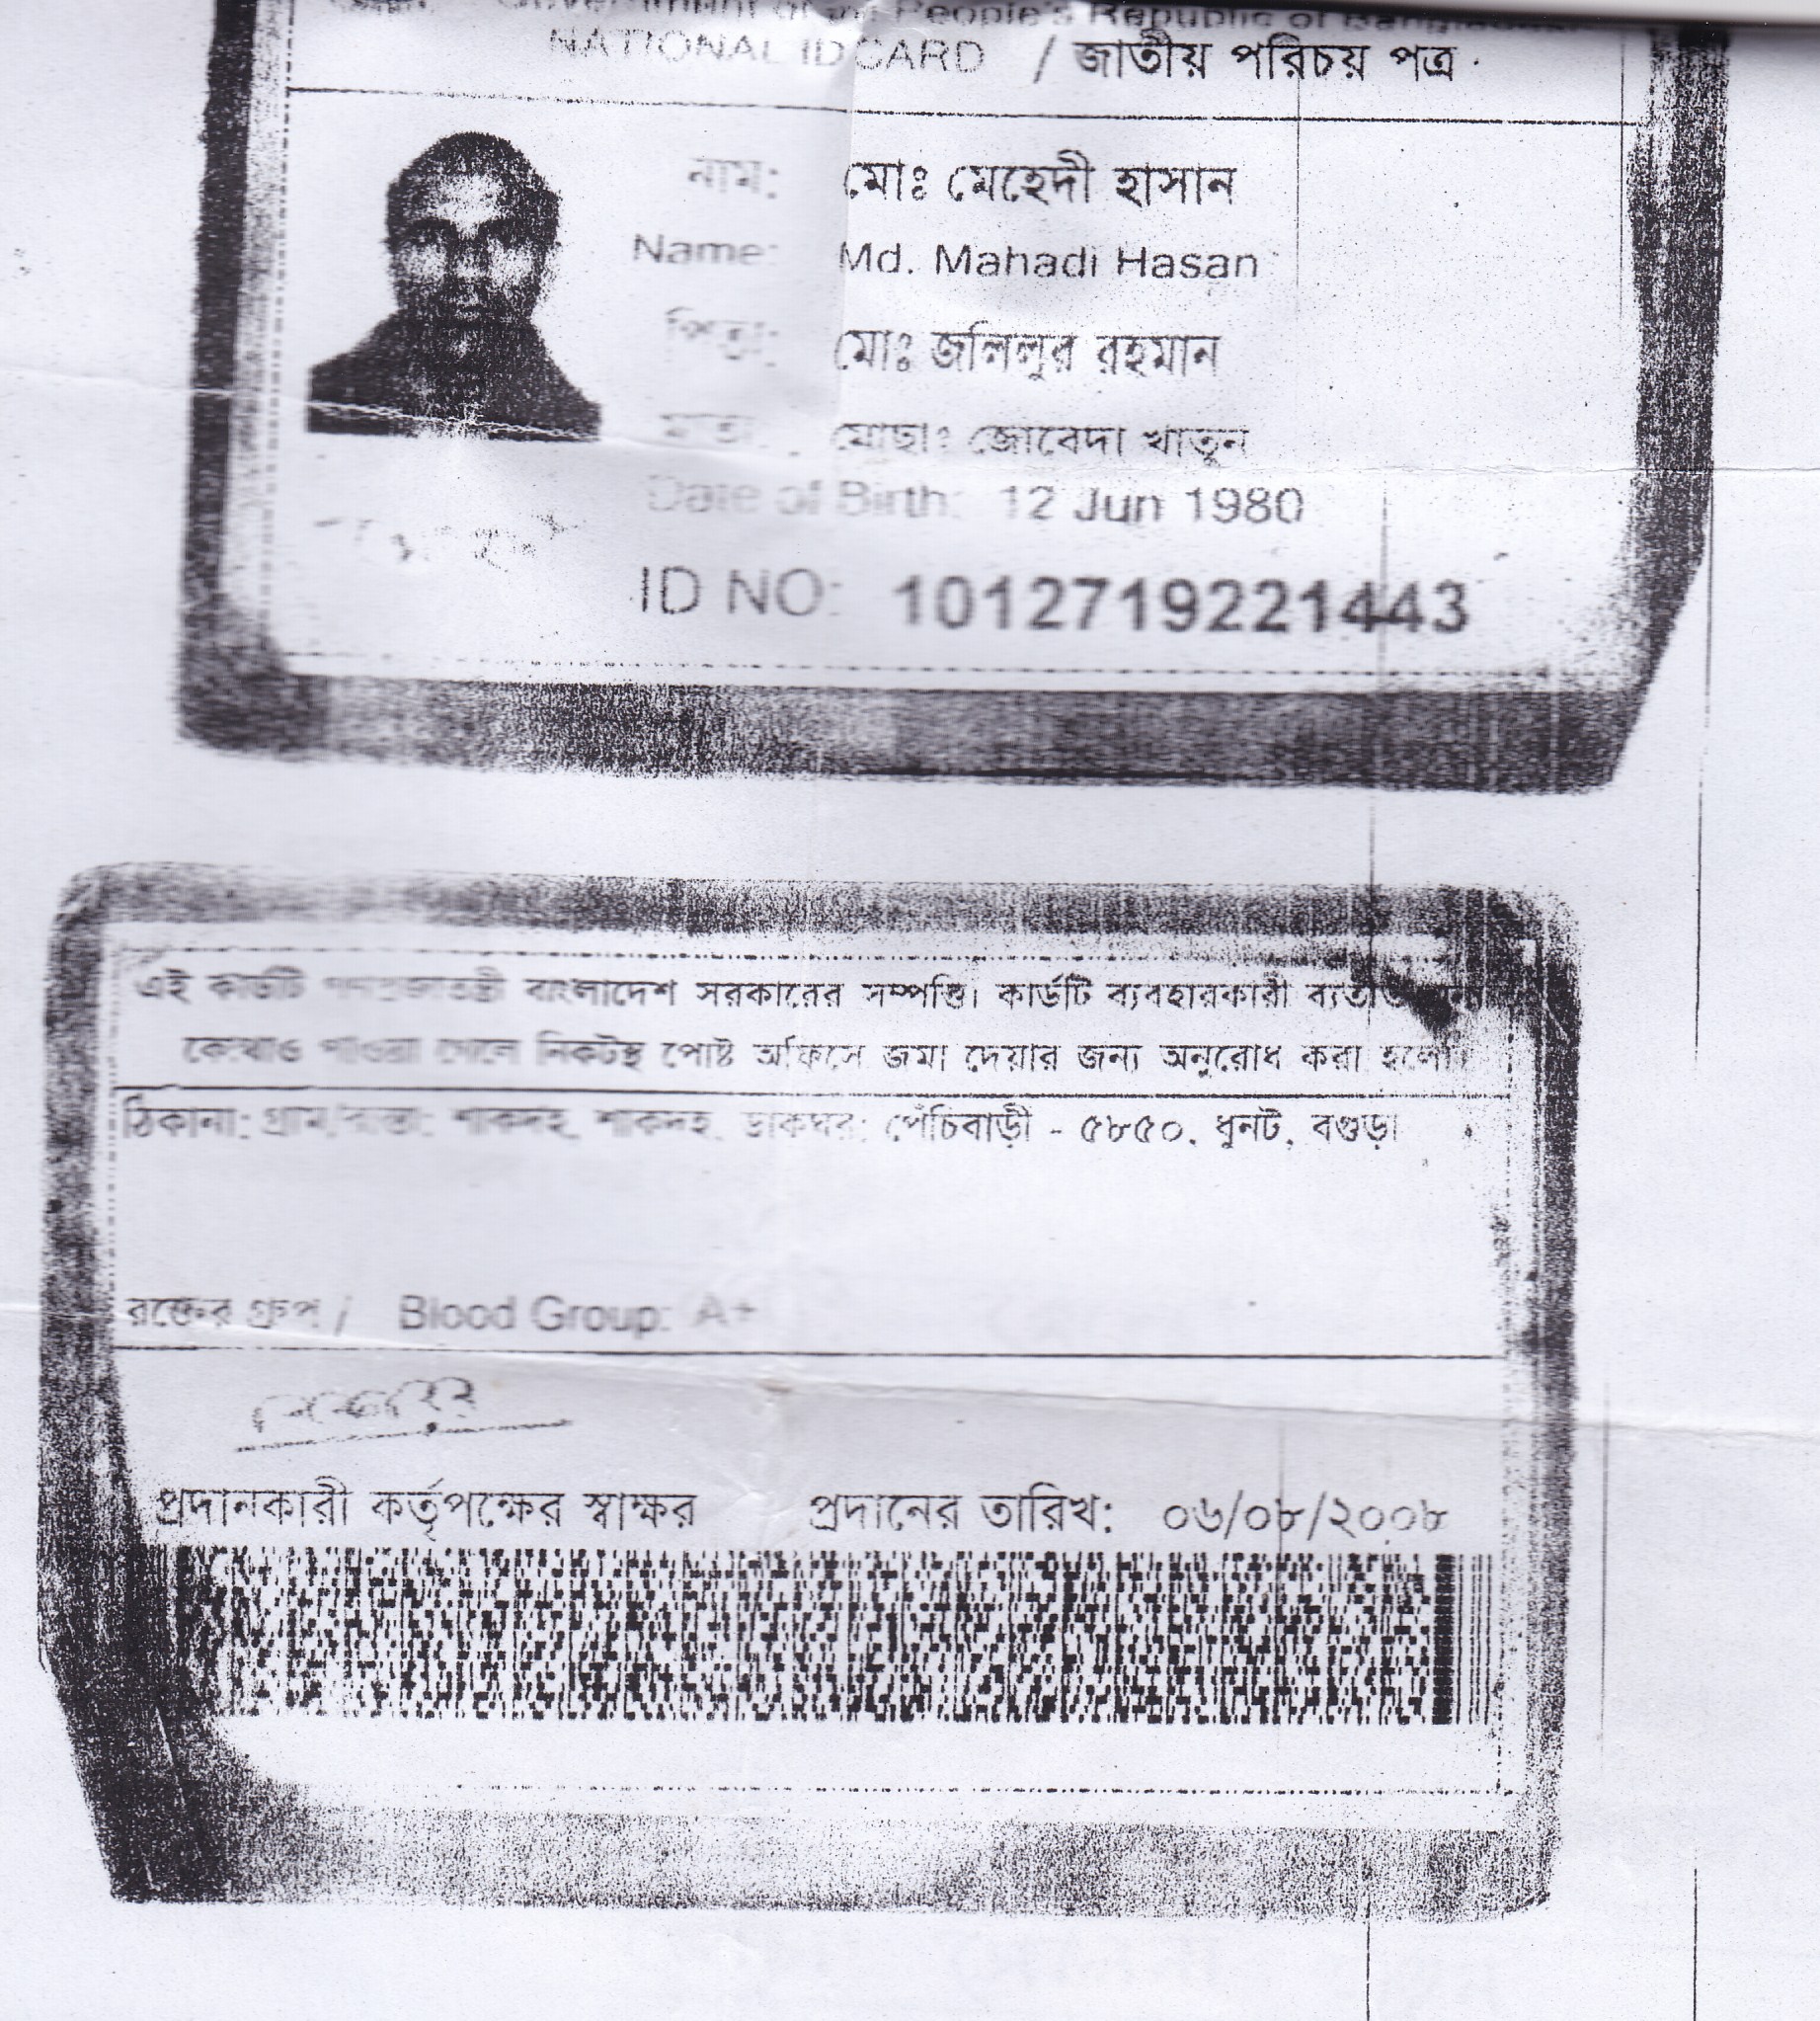 Government of the People's Republic of Bangladesh
NATIONAL ID CARD / জাতীয় পরিচয় পত্র
নাম: মোঃ মেহেদী হাসান
Name: Md. Mahadi Hasan
পিতা: মোঃ জলিলুর রহমান
মাতা: মোছাঃ জোবেদা খাতুন
Date of Birth: 12 Jun 1980
ID NO: 1012719221443
এই কার্ডটি গণপ্রজাতন্ত্রী বাংলাদেশ সরকারের সম্পত্তি। কার্ডটি ব্যবহারকারী ব্যতীত অন্য
কোথাও পাওয়া গেলে নিকটস্থ পোষ্ট অফিসে জমা দেয়ার জন্য অনুরোধ করা হলো।
ঠিকানা: গ্রাম/রাস্তা: শাকদহ, শাকদহ, ডাকঘর: পেঁচিবাড়ী - ৫৮৫০, ধুনট, বগুড়া
রক্তের গ্রুপ / Blood Group: A+
প্রদানকারী কর্তৃপক্ষের স্বাক্ষর প্রদানের তারিখ: ০৬/০৮/২০০৮